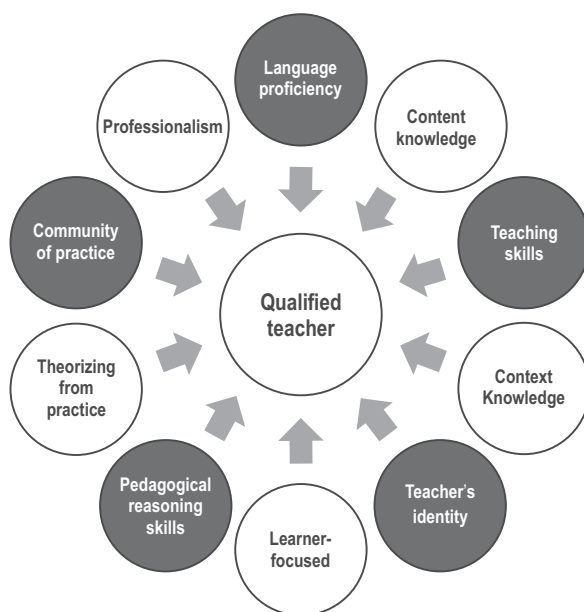 Language
proficiency
Content
knowledge
Teaching
skills
Context
Knowledge
Teacher's
identity
Learner-
focused
Pedagogical
reasoning
skills
Theorizing
from
practice
Community
of practice
Professionalism
Qualified
teacher